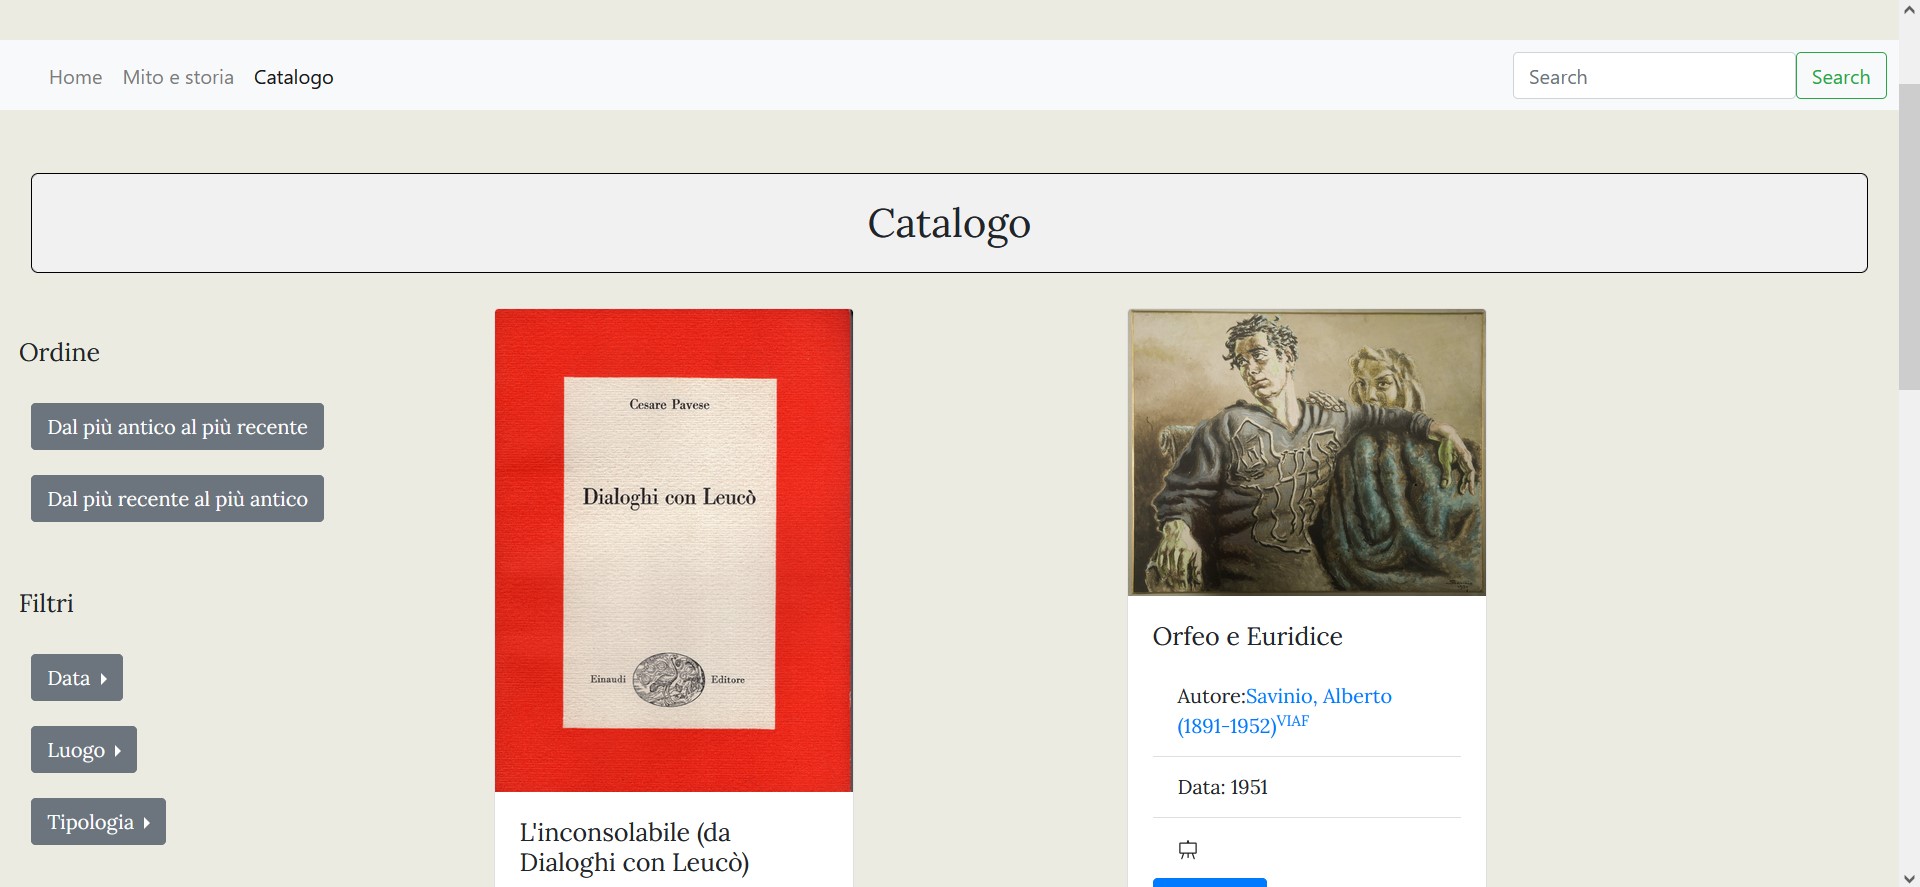 Home Mito e storia Catalogo
Search Search
Catalogo
Ordine
Dal più antico al più recente
Dal più recente al più antico
Filtri
Data
Luogo
Tipologia
Cesare Pavese
Dialoghi con Leucò
Einaudi Editore
L'inconsolabile (da
Dialoghi con Leucò)
Orfeo e Euridice
Autore:Savinio, Alberto
(1891-1952)VIAF
Data: 1951